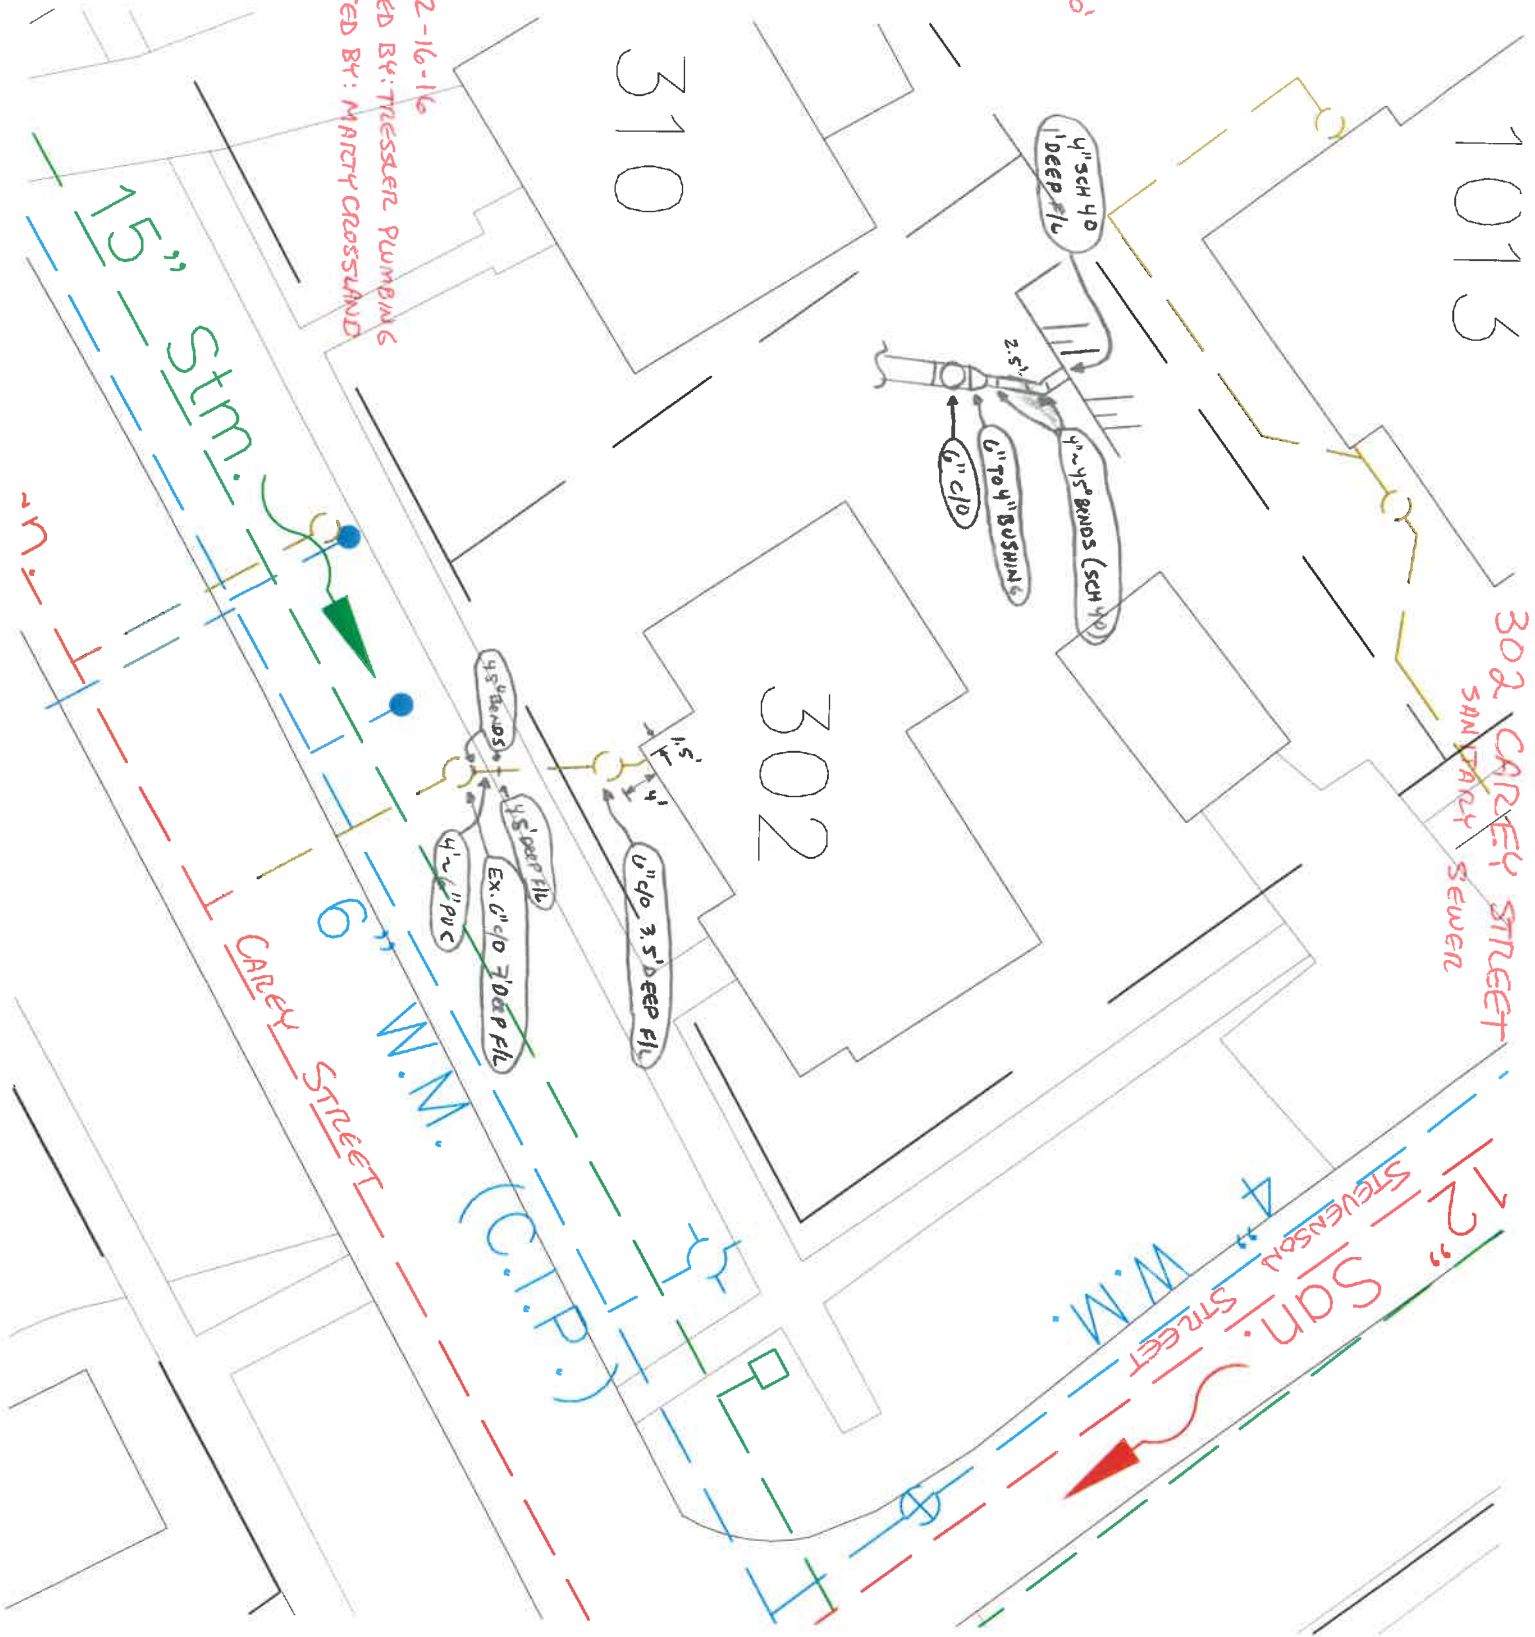 302 CAREY STREET
SANITARY SEWER
1013
310
302
4" SCH 40
1' DEEP F/L
2.5'
4"~45° BENDS (SCH 40)
6" TO 4" BUSHING
6" C/O
2-16-16
ED BY: TRESSLER PLUMBING
ED BY: MARTY CROSSLAND
15" Stm.
45° BENDS
1.5'
4'
4.5' DEEP F/L
6" C/O 3.5' DEEP F/L
EX. 6" C/O 7' DEEP F/L
4'~6" PVC
6" W.M. (C.I.P.)
CAREY STREET
4" W.M.
STEVENSON STREET
12" San.